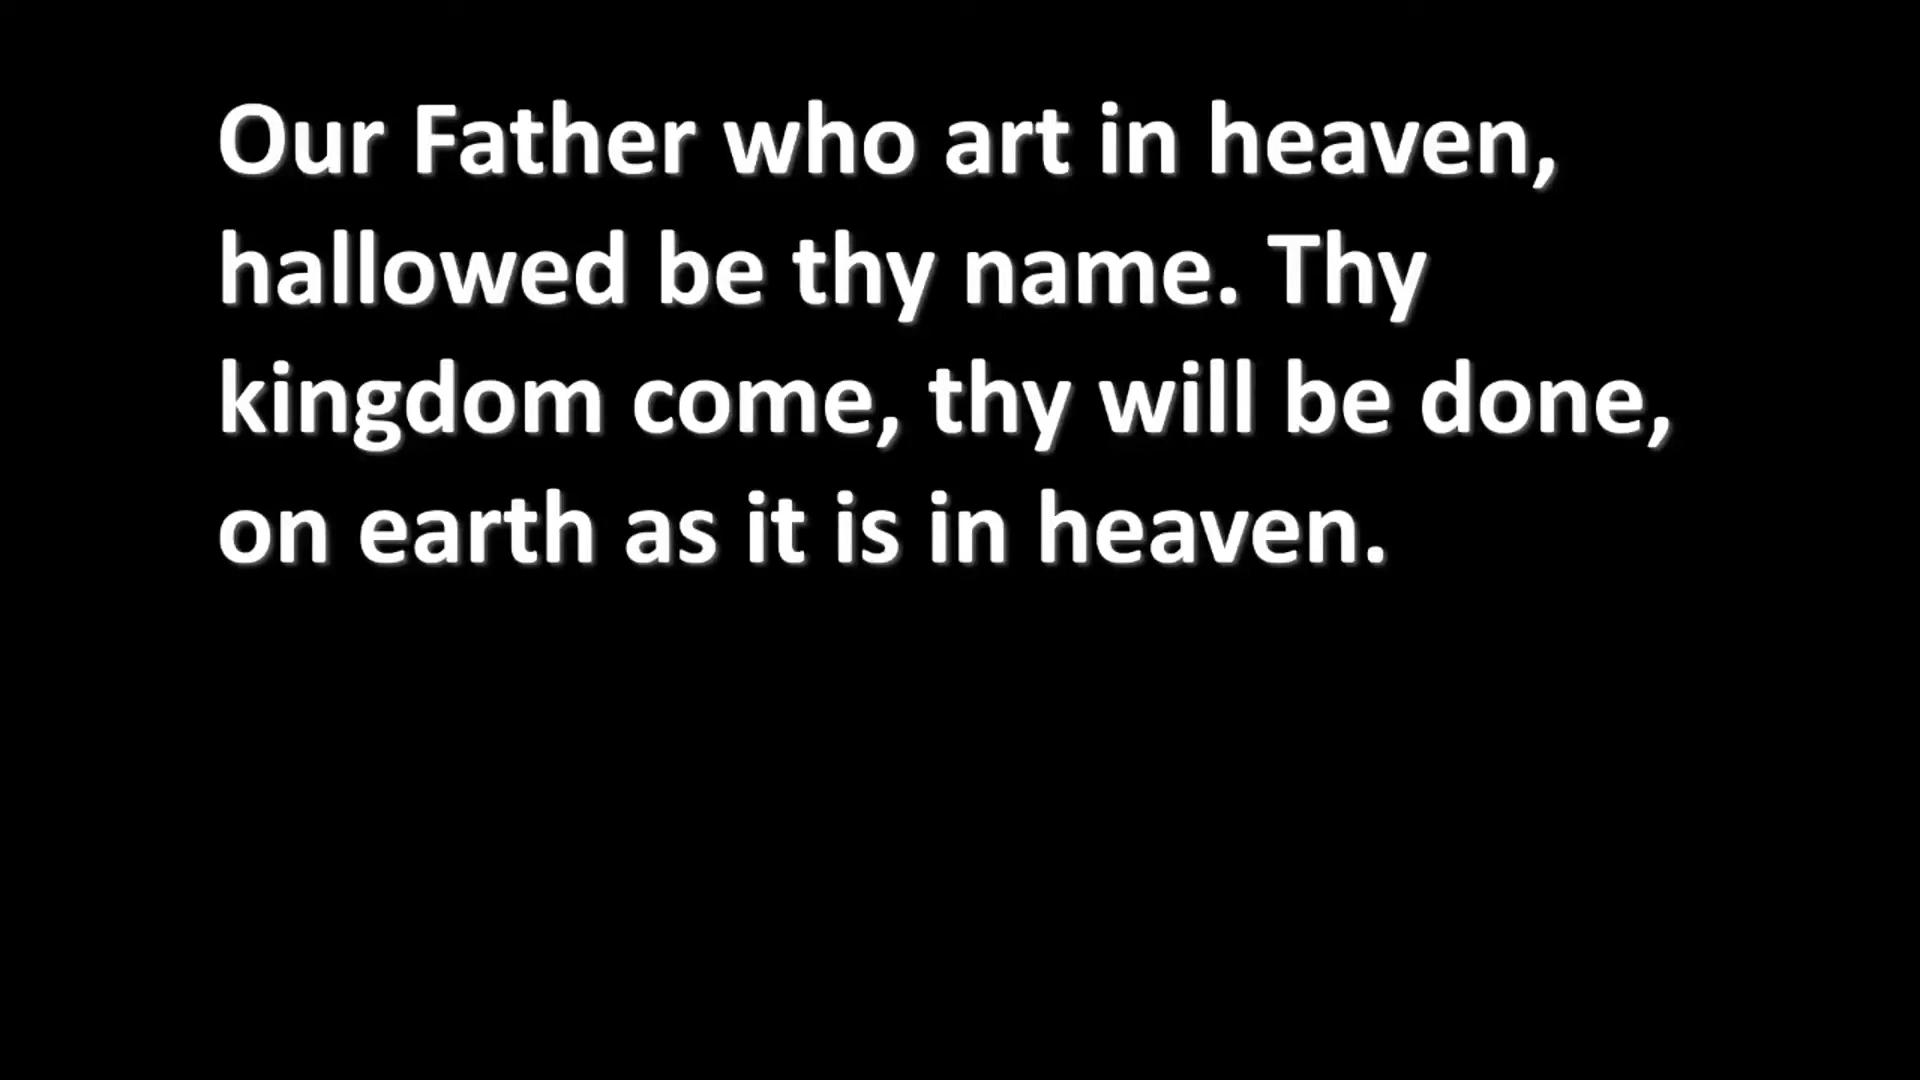 Our Father who art in heaven,
hallowed be thy name. Thy
kingdom come, thy will be done,
on earth as it is in heaven.